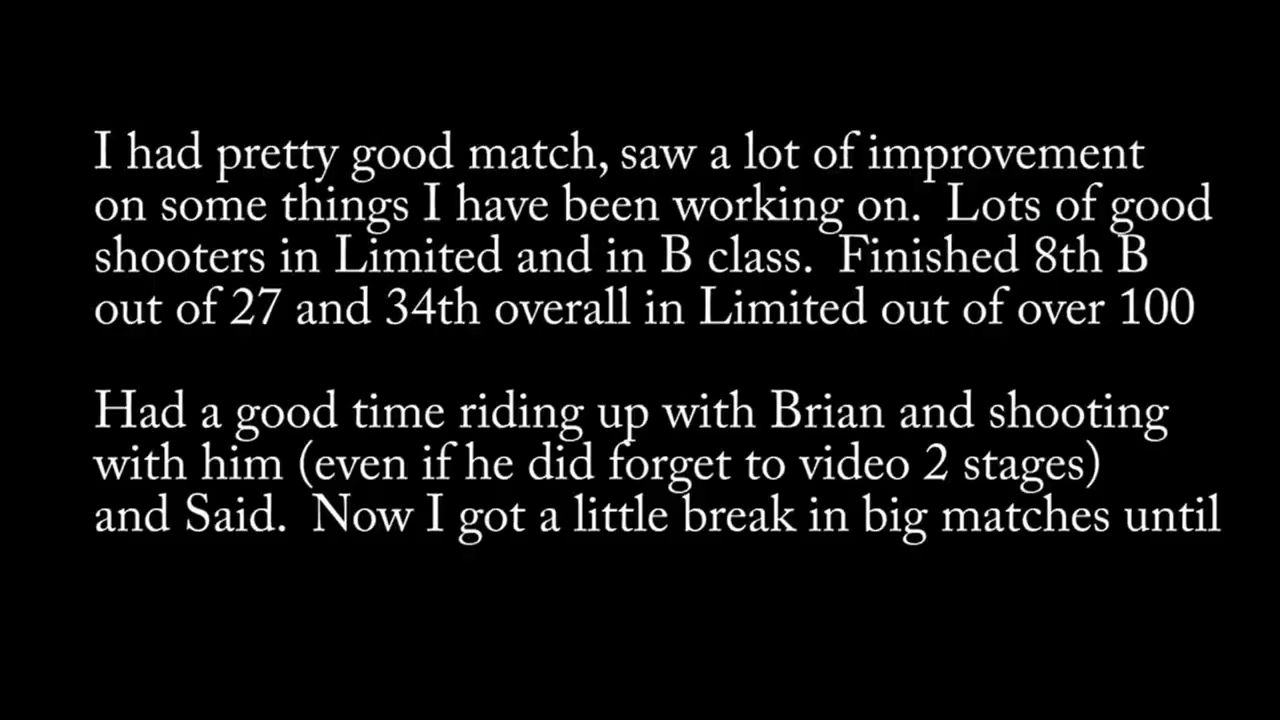 I had pretty good match, saw a lot of improvement
on some things I have been working on.  Lots of good
shooters in Limited and in B class.  Finished 8th B
out of 27 and 34th overall in Limited out of over 100
Had a good time riding up with Brian and shooting
with him (even if he did forget to video 2 stages)
and Said.  Now I got a little break in big matches until